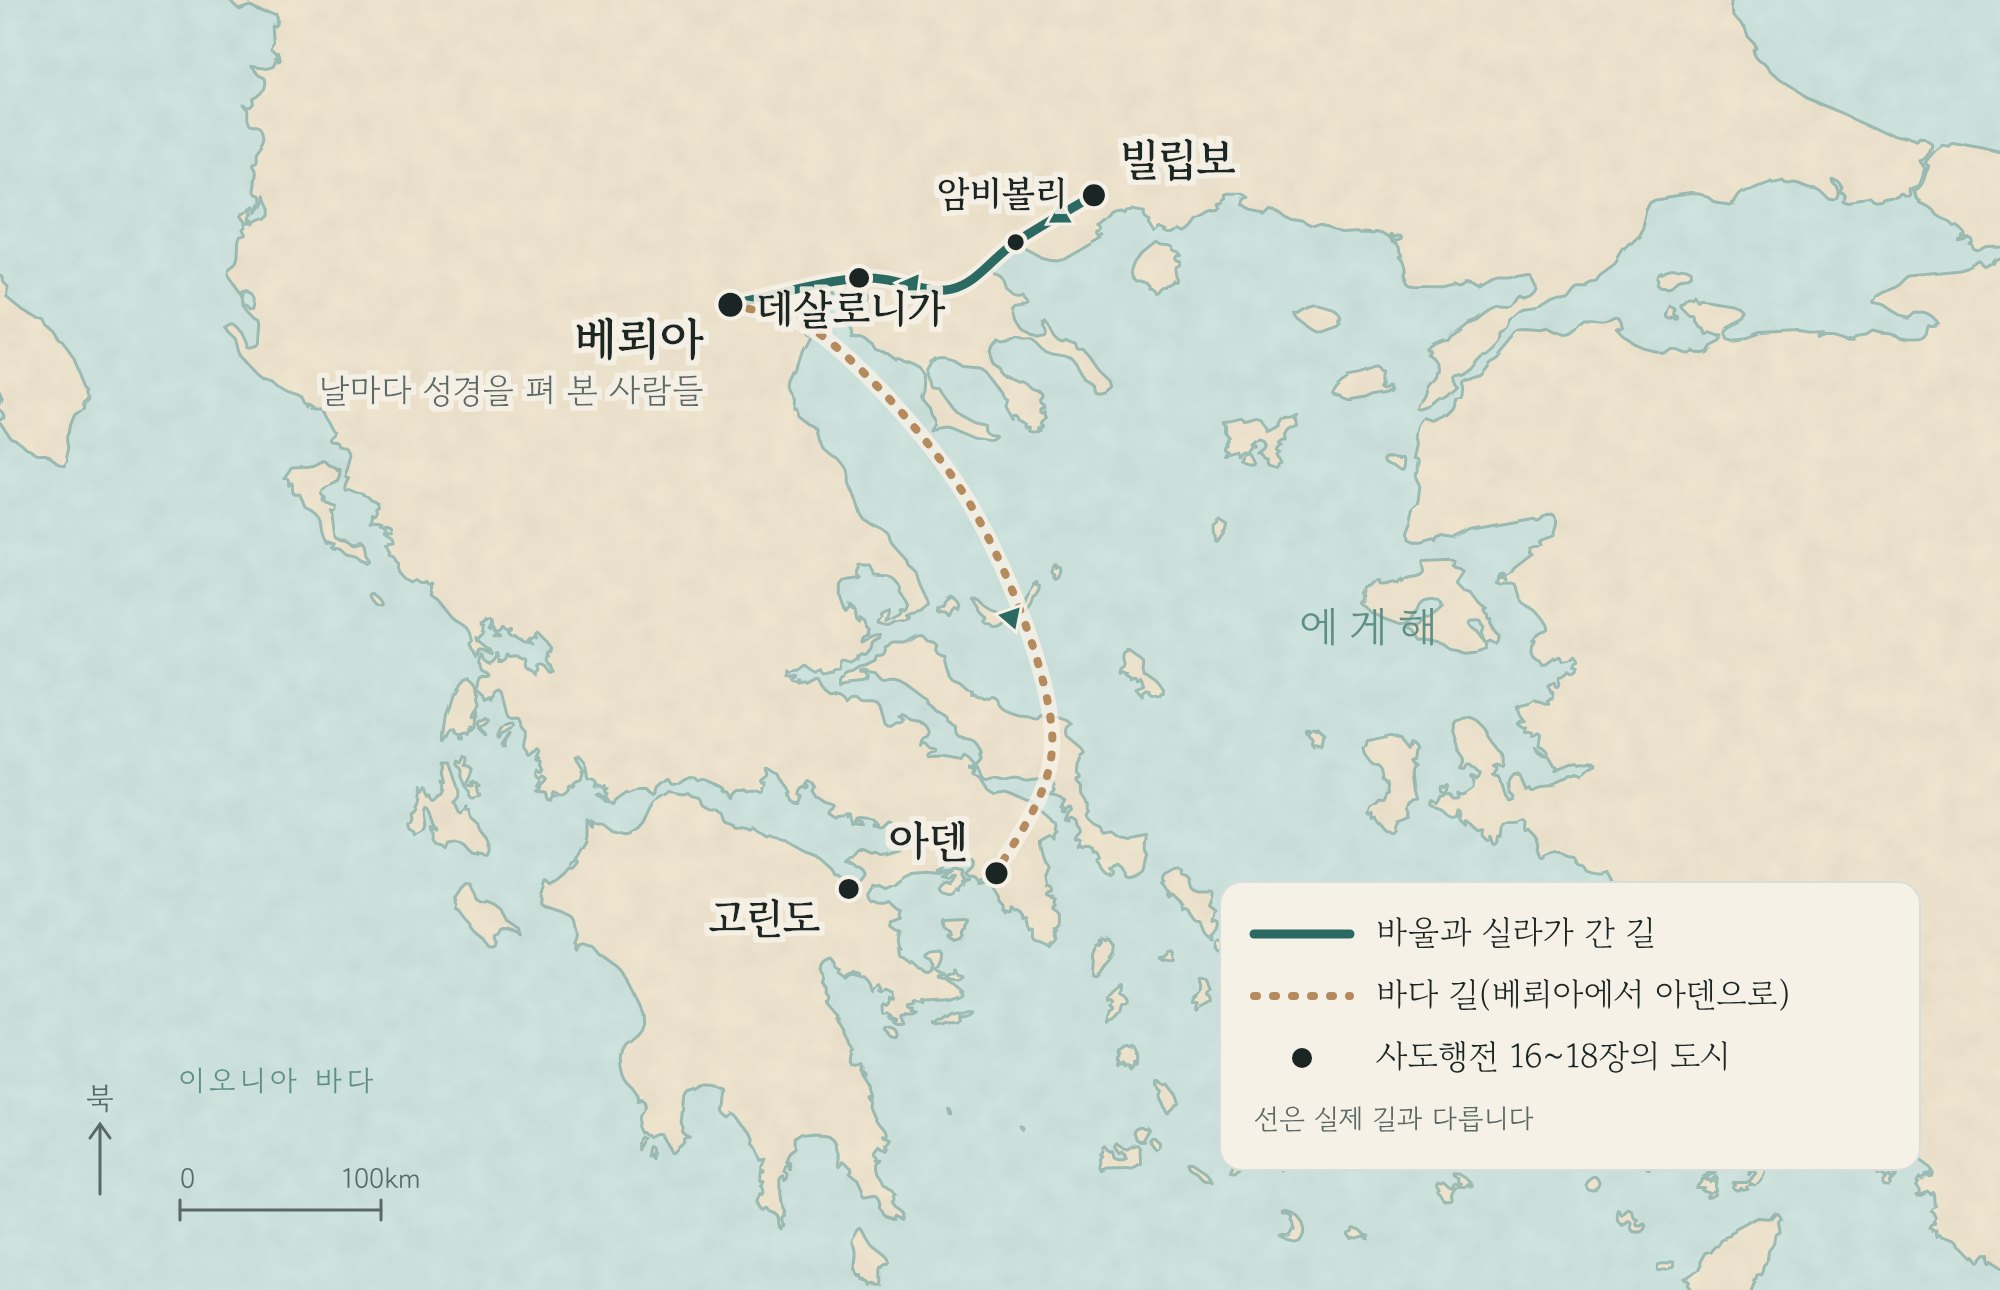 빌립보
암비볼리
데살로니가
베뢰아
날마다 성경을 펴 본 사람들
에게해
아덴
고린도
바울과 실라가 간 길
바다 길(베뢰아에서 아덴으로)
사도행전 16~18장의 도시
선은 실제 길과 다릅니다
이오니아 바다
북
0 100km